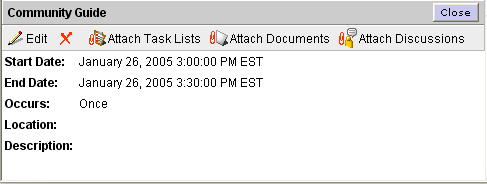 Community Guide Close
Edit Attach Task Lists Attach Documents Attach Discussions
Start Date: January 26, 2005 3:00:00 PM EST
End Date: January 26, 2005 3:30:00 PM EST
Occurs: Once
Location:
Description: